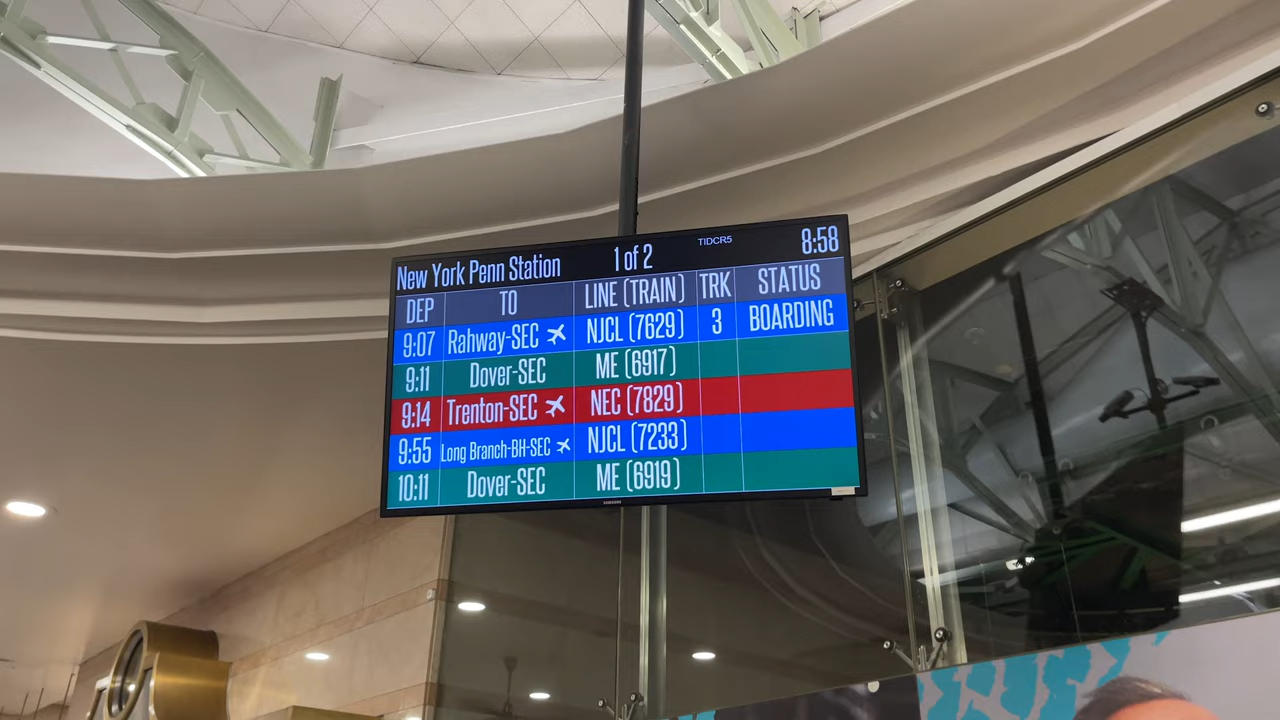 New York Penn Station 1 of 2 TIDCR5 8:58
DEP TO LINE (TRAIN) TRK STATUS
9:07 Rahway-SEC ✈ NJCL (7629) 3 BOARDING
9:11 Dover-SEC ME (6917)
9:14 Trenton-SEC ✈ NEC (7829)
9:55 Long Branch-BH-SEC ✈ NJCL (7233)
10:11 Dover-SEC ME (6919)
SAMSUNG